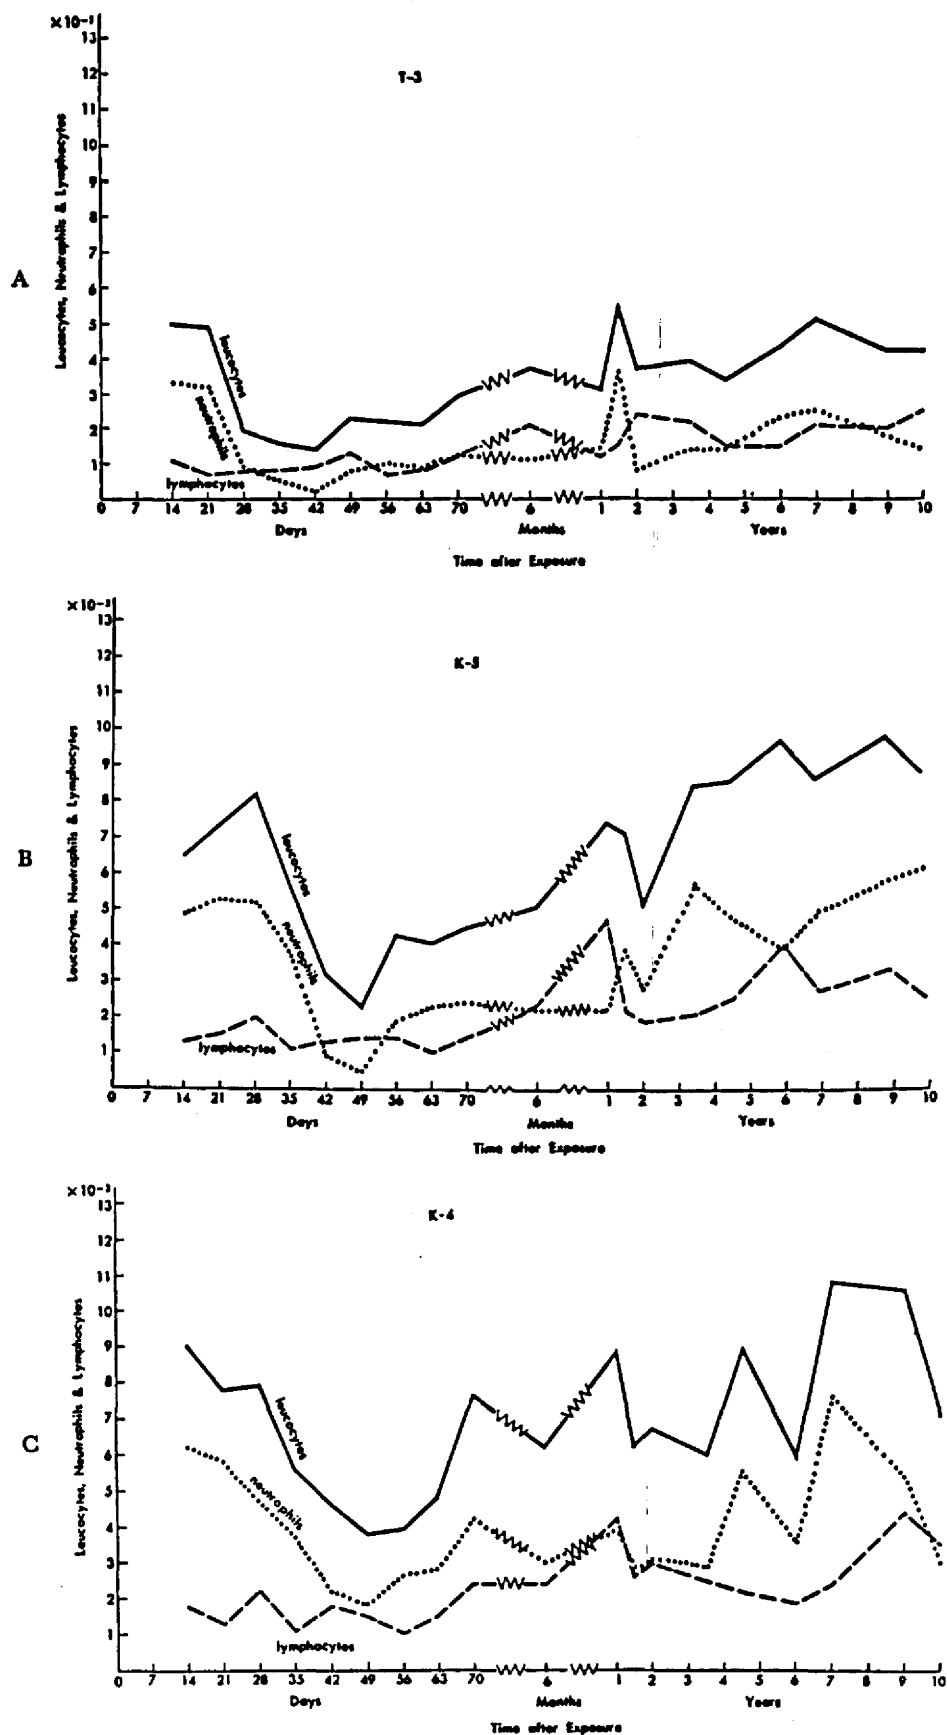 ×10-3
13
T-3
12
11
10
9
8
7
A
6
5
4
3
2
1
Leucocytes, Neutrophils & Lymphocytes
leucocytes
neutrophils
lymphocytes
0 7 14 21 28 35 42 49 56 63 70 6 1 2 3 4 5 6 7 8 9 10
Days Months Years
Time after Exposure
×10-3
13
12
K-5
11
10
9
8
7
B
6
5
4
3
2
1
Leucocytes, Neutrophils & Lymphocytes
leucocytes
neutrophils
lymphocytes
0 7 14 21 28 35 42 49 56 63 70 6 1 2 3 4 5 6 7 8 9 10
Days Months Years
Time after Exposure
×10-3
13
K-4
12
11
10
9
8
7
C
6
5
4
3
2
1
Leucocytes, Neutrophils & Lymphocytes
leucocytes
neutrophils
lymphocytes
0 7 14 21 28 35 42 49 56 63 70 6 1 2 3 4 5 6 7 8 9 10
Days Months Years
Time after Exposure